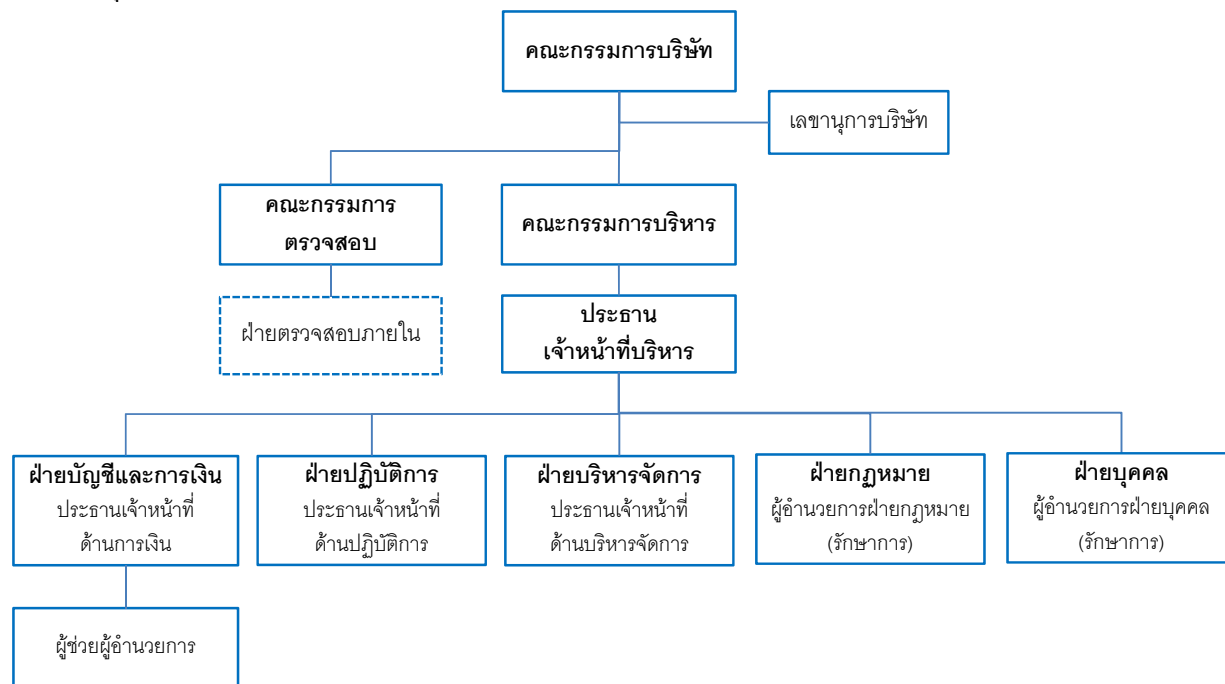 คณะกรรมการบริษัท
เลขานุการบริษัท
คณะกรรมการ
ตรวจสอบ
คณะกรรมการบริหาร
ฝ่ายตรวจสอบภายใน
ประธาน
เจ้าหน้าที่บริหาร
ฝ่ายบัญชีและการเงิน
ประธานเจ้าหน้าที่
ด้านการเงิน
ฝ่ายปฏิบัติการ
ประธานเจ้าหน้าที่
ด้านปฏิบัติการ
ฝ่ายบริหารจัดการ
ประธานเจ้าหน้าที่
ด้านบริหารจัดการ
ฝ่ายกฎหมาย
ผู้อำนวยการฝ่ายกฎหมาย
(รักษาการ)
ฝ่ายบุคคล
ผู้อำนวยการฝ่ายบุคคล
(รักษาการ)
ผู้ช่วยผู้อำนวยการ